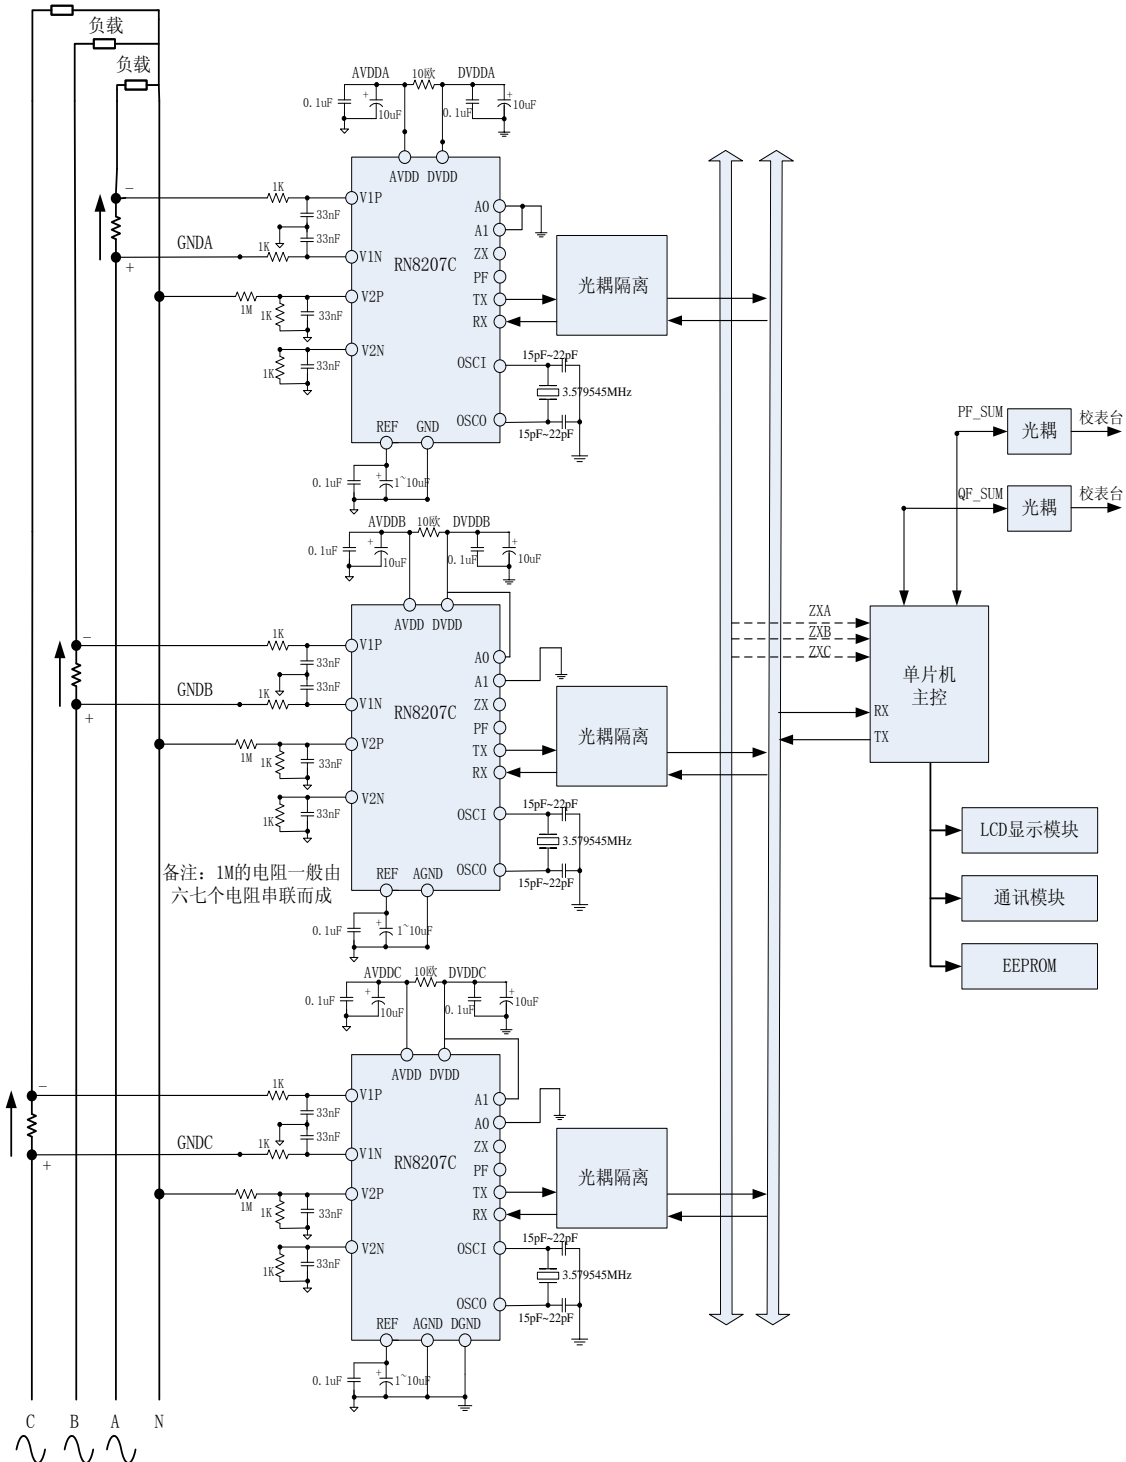 负载
负载
AVDDA
10欧
DVDDA
0.1uF
+
10uF
0.1uF
+
10uF
AVDD
DVDD
−
1K
V1P
33nF
A0
GNDA
1K
33nF
A1
V1N
RN8207C
ZX
+
PF
光耦隔离
1M
1K
33nF
V2P
TX
RX
V2N
1K
33nF
OSCI
15pF~22pF
3.579545MHz
OSCO
15pF~22pF
REF
GND
0.1uF
+
1~10uF
PF_SUM
光耦
校表台
QF_SUM
光耦
校表台
AVDDB
10欧
DVDDB
0.1uF
+
10uF
0.1uF
+
10uF
AVDD
DVDD
−
1K
V1P
33nF
A0
GNDB
1K
33nF
A1
V1N
RN8207C
ZX
+
PF
光耦隔离
1M
1K
33nF
V2P
TX
RX
V2N
1K
33nF
OSCI
15pF~22pF
3.579545MHz
OSCO
15pF~22pF
REF
AGND
0.1uF
+
1~10uF
备注：1M的电阻一般由
六七个电阻串联而成
ZXA
ZXB
ZXC
单片机
主控
RX
TX
LCD显示模块
通讯模块
EEPROM
AVDDC
10欧
DVDDC
0.1uF
+
10uF
0.1uF
+
10uF
AVDD
DVDD
−
1K
V1P
33nF
A1
GNDC
1K
33nF
A0
V1N
RN8207C
ZX
+
PF
光耦隔离
1M
1K
33nF
V2P
TX
RX
V2N
1K
33nF
OSCI
15pF~22pF
3.579545MHz
OSCO
15pF~22pF
REF
AGND
DGND
0.1uF
+
1~10uF
C
B
A
N